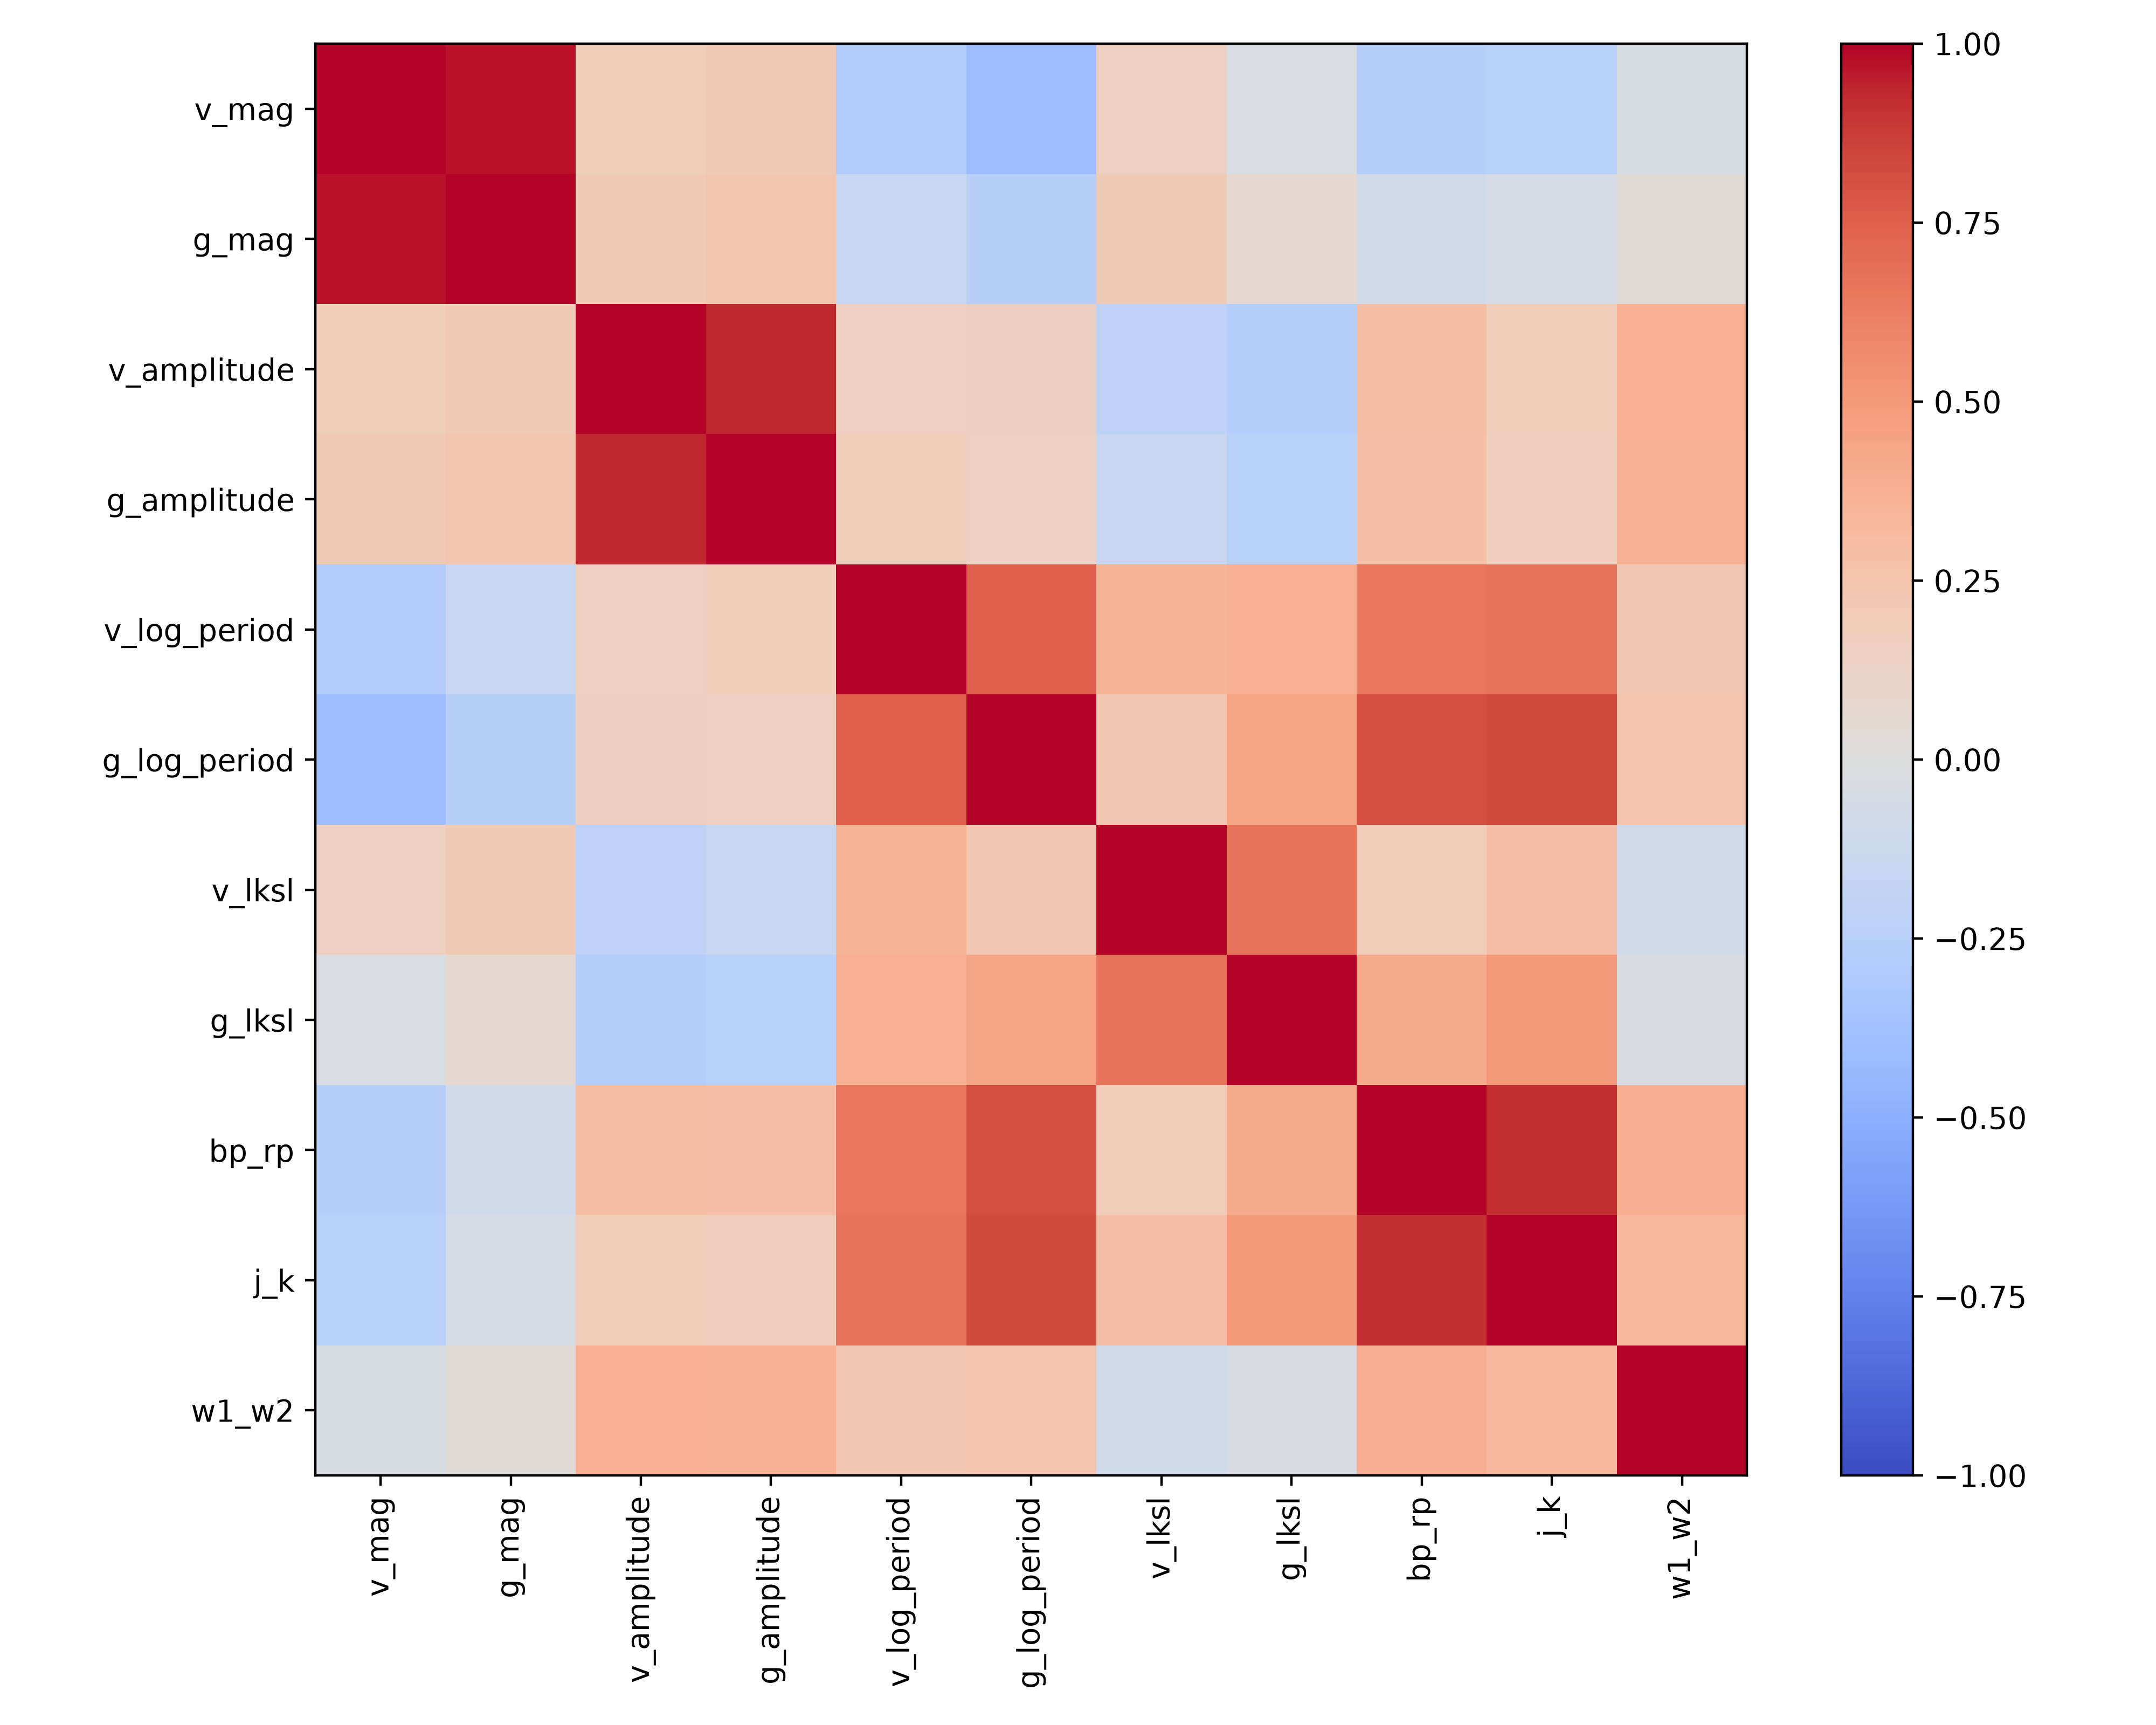 v_mag
g_mag
v_amplitude
g_amplitude
v_log_period
g_log_period
v_lksl
g_lksl
bp_rp
j_k
w1_w2
v_mag
g_mag
v_amplitude
g_amplitude
v_log_period
g_log_period
v_lksl
g_lksl
bp_rp
j_k
w1_w2
1.00
0.75
0.50
0.25
0.00
−0.25
−0.50
−0.75
−1.00